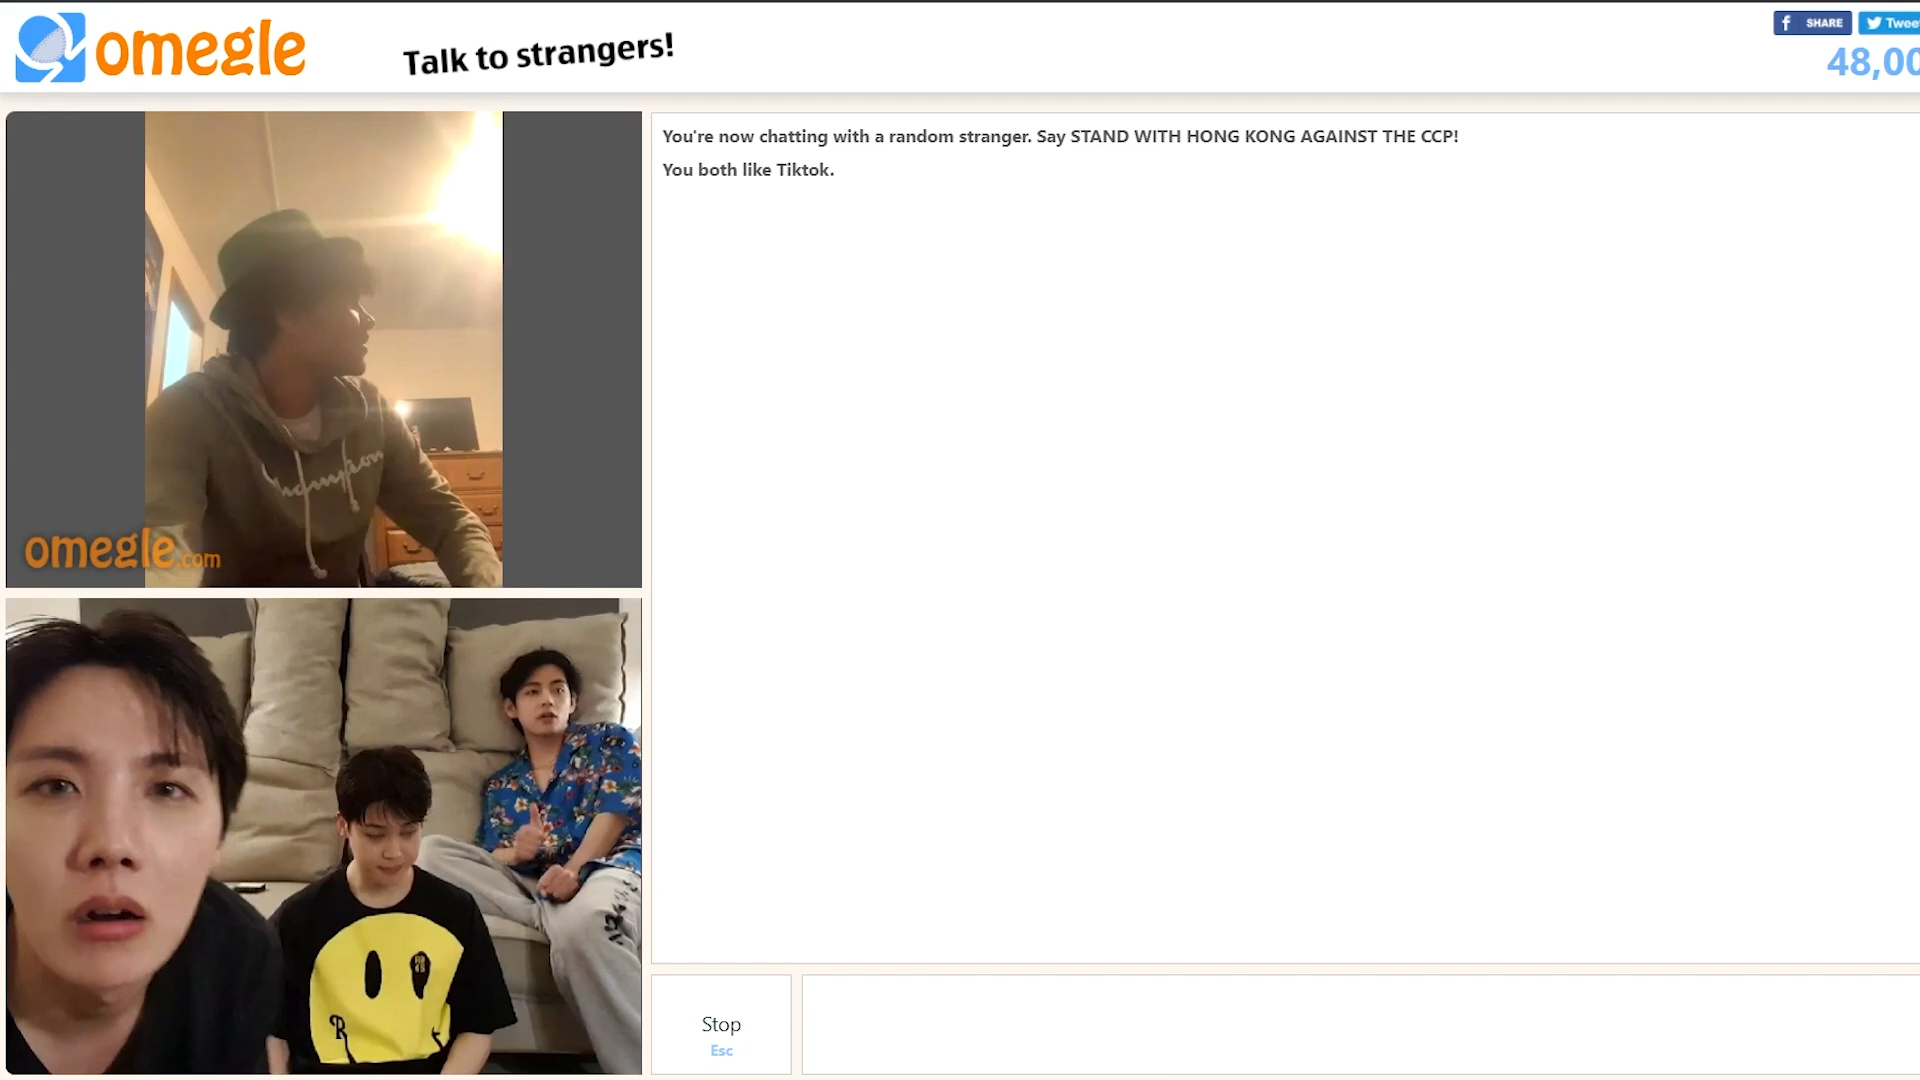 omegle
Talk to strangers!
SHARE
Twee
48,00
You're now chatting with a random stranger. Say STAND WITH HONG KONG AGAINST THE CCP!
You both like Tiktok.
Champion
omegle.com
R
Stop
Esc